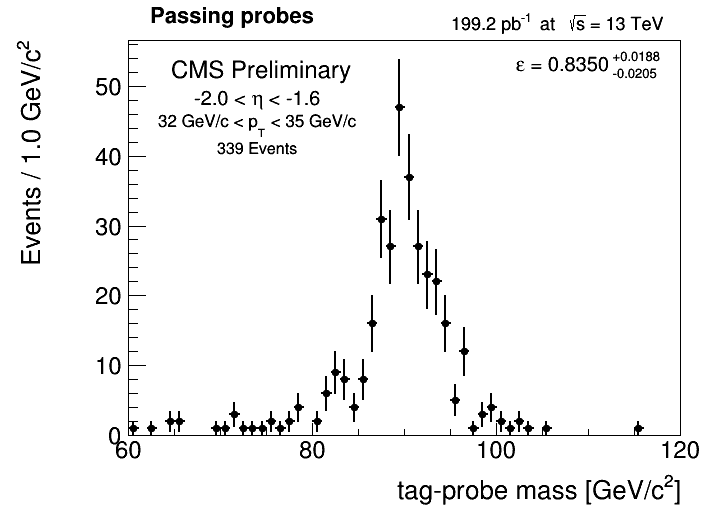 Passing probes
199.2 pb⁻¹ at √s = 13 TeV
CMS Preliminary
-2.0 < η < -1.6
32 GeV/c < p_T < 35 GeV/c
339 Events
ε = 0.8350 +0.0188 -0.0205
Events / 1.0 GeV/c²
50
40
30
20
10
0
60 80 100 120
tag-probe mass [GeV/c²]